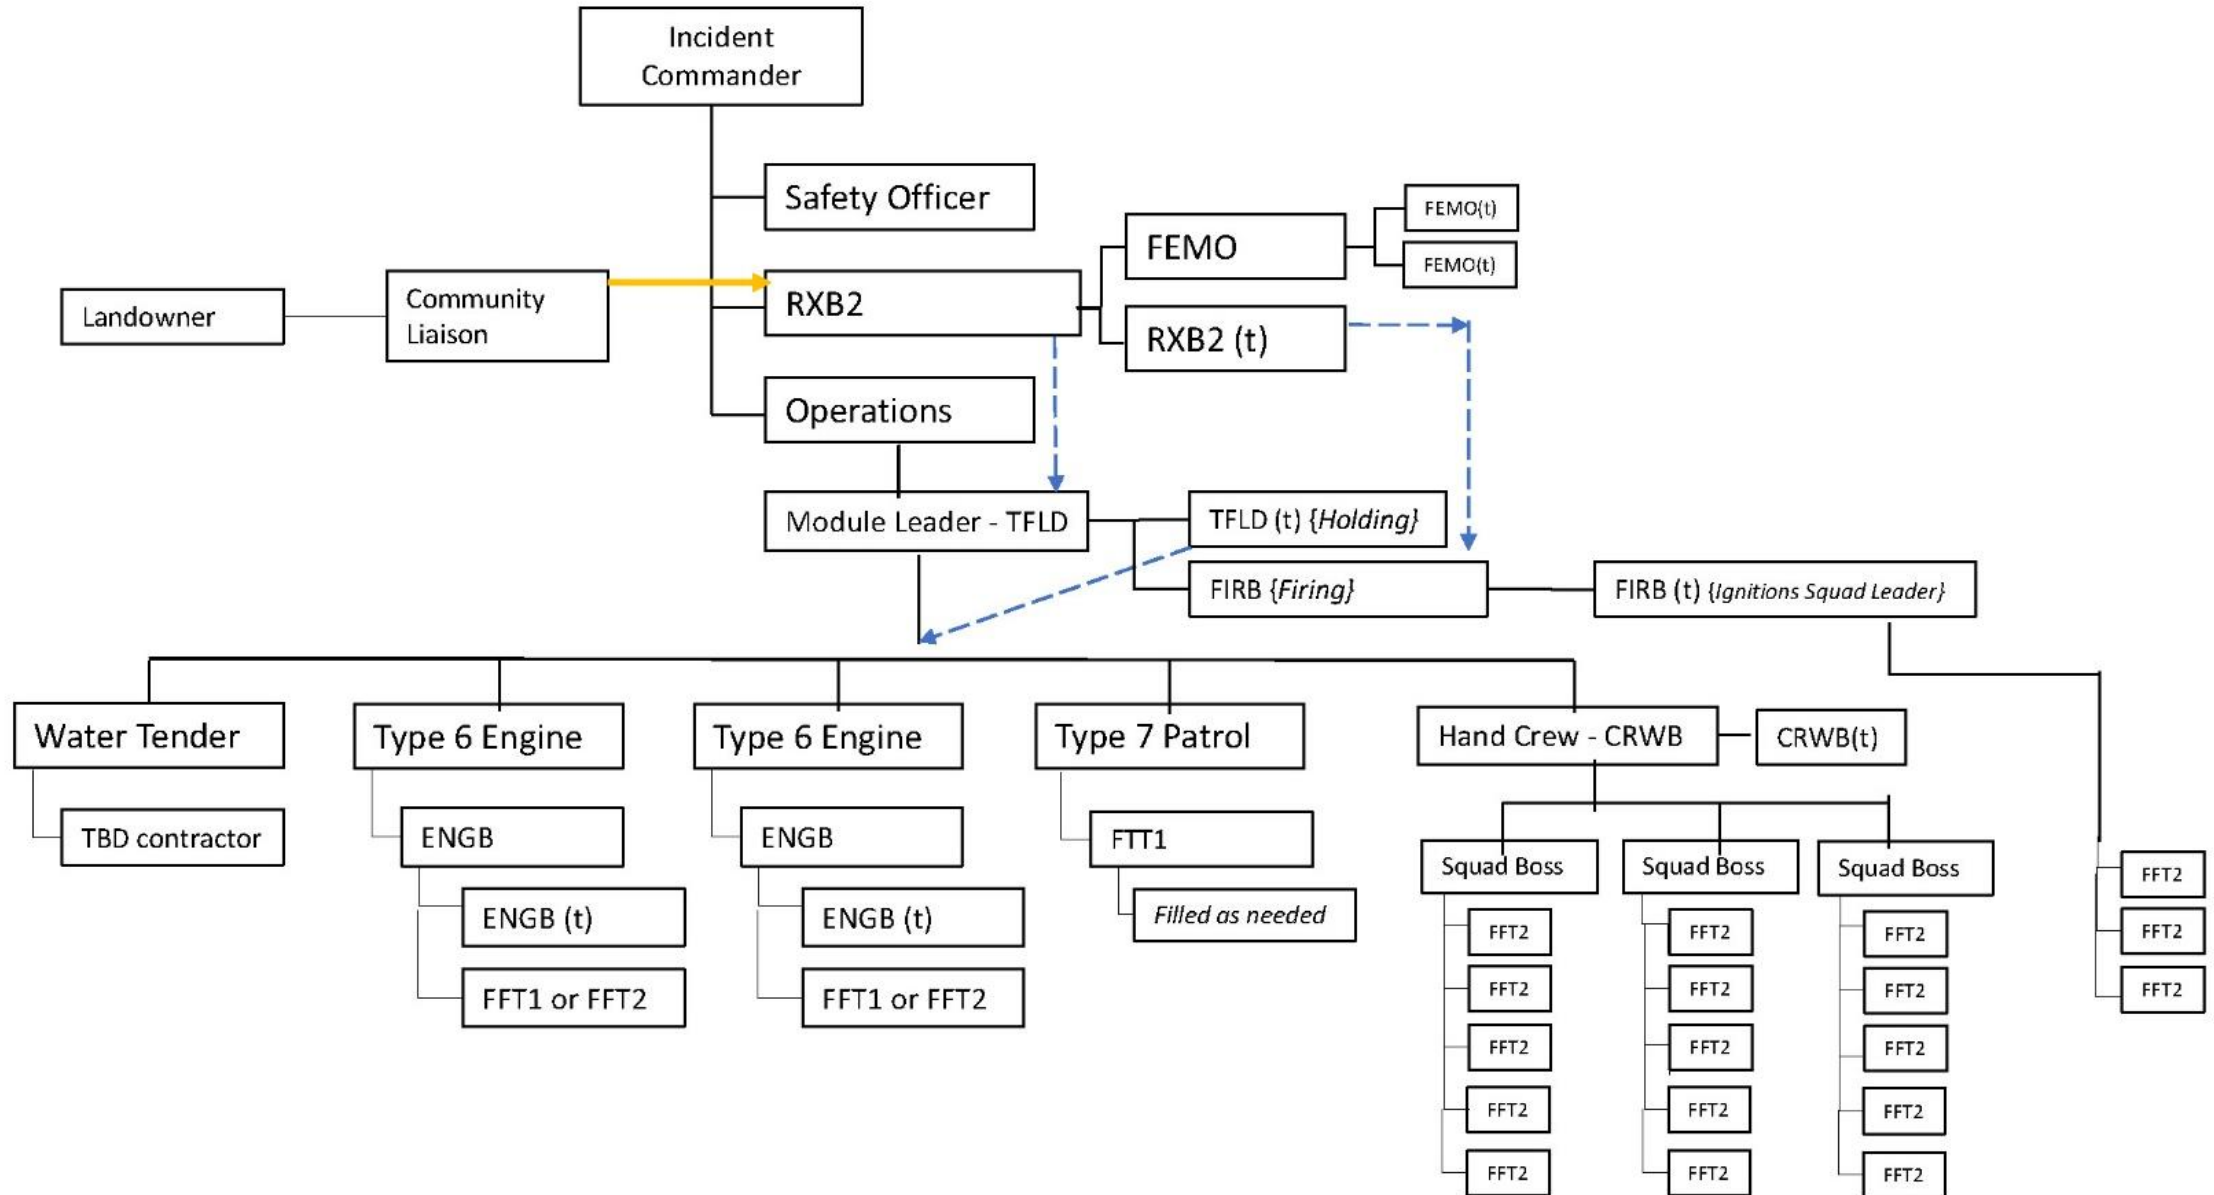 Incident
Commander
Safety Officer
FEMO
FEMO(t)
FEMO(t)
Landowner
Community
Liaison
RXB2
RXB2 (t)
Operations
Module Leader - TFLD
TFLD (t) {Holding}
FIRB {Firing}
FIRB (t) {Ignitions Squad Leader}
Water Tender
TBD contractor
Type 6 Engine
ENGB
ENGB (t)
FFT1 or FFT2
Type 6 Engine
ENGB
ENGB (t)
FFT1 or FFT2
Type 7 Patrol
FTT1
Filled as needed
Hand Crew - CRWB
CRWB(t)
Squad Boss
FFT2
FFT2
FFT2
FFT2
FFT2
Squad Boss
FFT2
FFT2
FFT2
FFT2
FFT2
Squad Boss
FFT2
FFT2
FFT2
FFT2
FFT2
FFT2
FFT2
FFT2